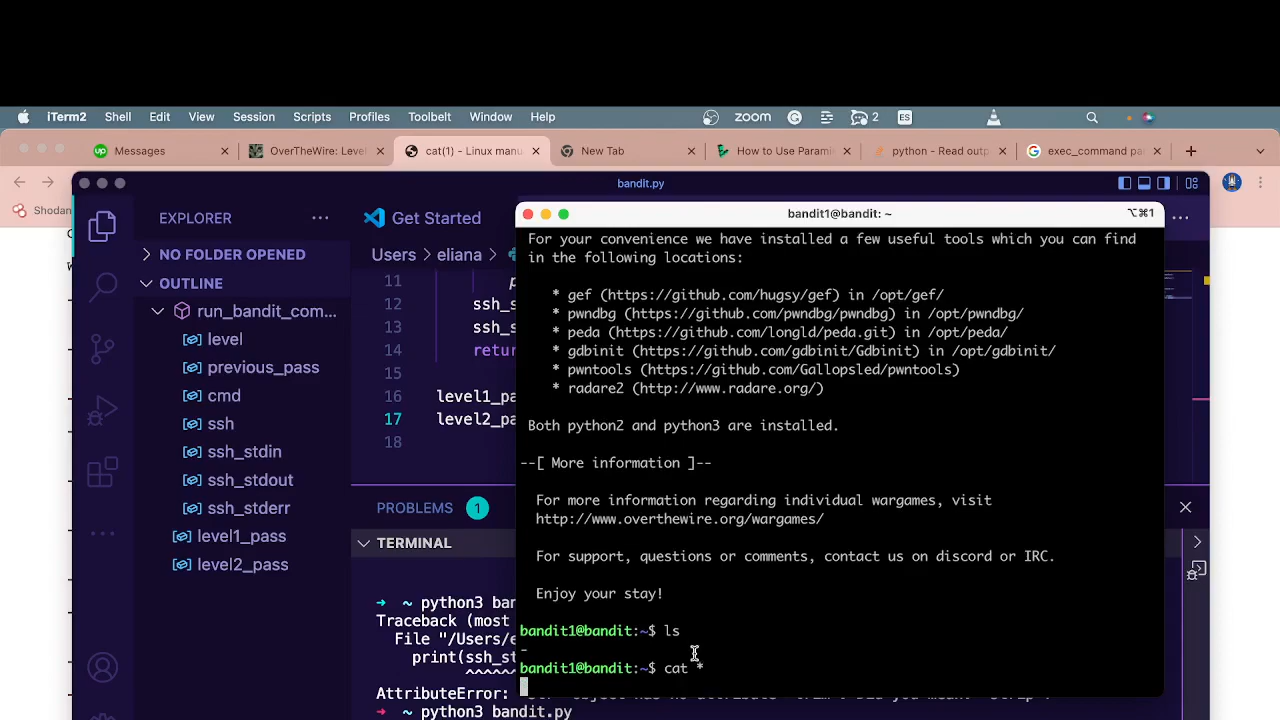 iTerm2 Shell Edit View Session Scripts Profiles Toolbelt Window Help zoom 2 ES
Messages OverTheWire: Level cat(1) - Linux manu New Tab How to Use Parami python - Read outp exec_command pa
bandit.py
Shodan
EXPLORER
Get Started
NO FOLDER OPENED
Users > eliana >
OUTLINE
run_bandit_com...
level
previous_pass
cmd
ssh
ssh_stdin
ssh_stdout
ssh_stderr
level1_pass
level2_pass
11 p
12 ssh_s
13 ssh_s
14 retur
15
16 level1_pa
17 level2_pa
18
PROBLEMS 1
TERMINAL
→ ~ python3 ban
Traceback (most
File "/Users/e
print(ssh_st
^^^^^^
AttributeError:
→ ~ python3 bandit.py
bandit1@bandit: ~
⌥⌘1
For your convenience we have installed a few useful tools which you can find
in the following locations:
* gef (https://github.com/hugsy/gef) in /opt/gef/
* pwndbg (https://github.com/pwndbg/pwndbg) in /opt/pwndbg/
* peda (https://github.com/longld/peda.git) in /opt/peda/
* gdbinit (https://github.com/gdbinit/Gdbinit) in /opt/gdbinit/
* pwntools (https://github.com/Gallopsled/pwntools)
* radare2 (http://www.radare.org/)
Both python2 and python3 are installed.
--[ More information ]--
For more information regarding individual wargames, visit
http://www.overthewire.org/wargames/
For support, questions or comments, contact us on discord or IRC.
Enjoy your stay!
bandit1@bandit:~$ ls
-
bandit1@bandit:~$ cat *